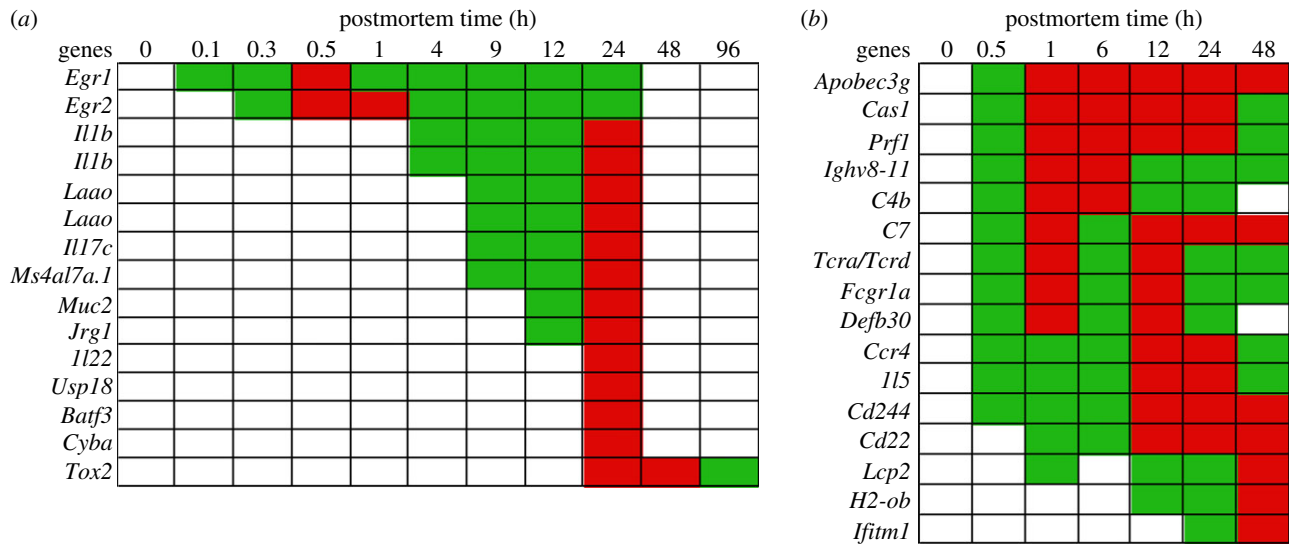 (a) postmortem time (h)
genes 0 0.1 0.3 0.5 1 4 9 12 24 48 96
Egr1
Egr2
Il1b
Il1b
Laao
Laao
Il17c
Ms4al7a.1
Muc2
Jrg1
1l22
Usp18
Batf3
Cyba
Tox2
(b) postmortem time (h)
genes 0 0.5 1 6 12 24 48
Apobec3g
Cas1
Prf1
Ighv8-11
C4b
C7
Tcra/Tcrd
Fcgr1a
Defb30
Ccr4
1l5
Cd244
Cd22
Lcp2
H2-ob
Ifitm1